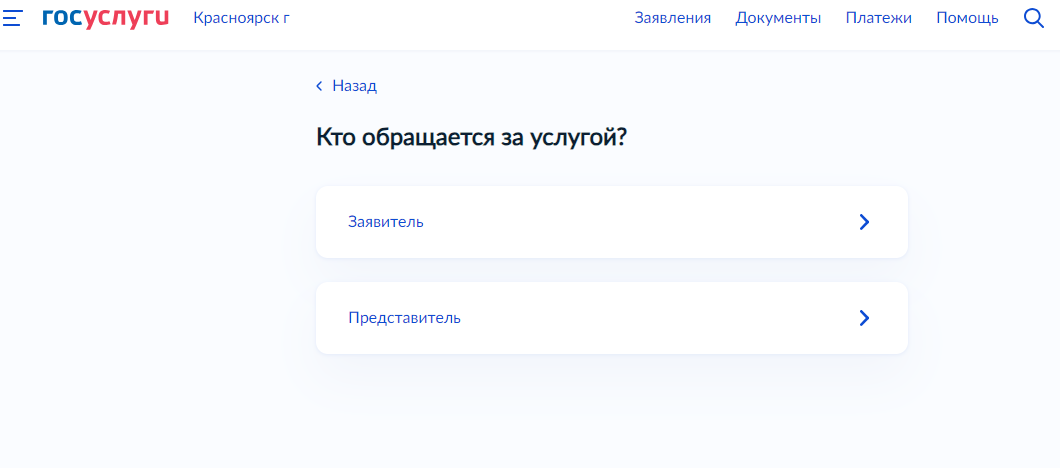 госуслуги Красноярск г Заявления Документы Платежи Помощь
Назад
Кто обращается за услугой?
Заявитель
Представитель